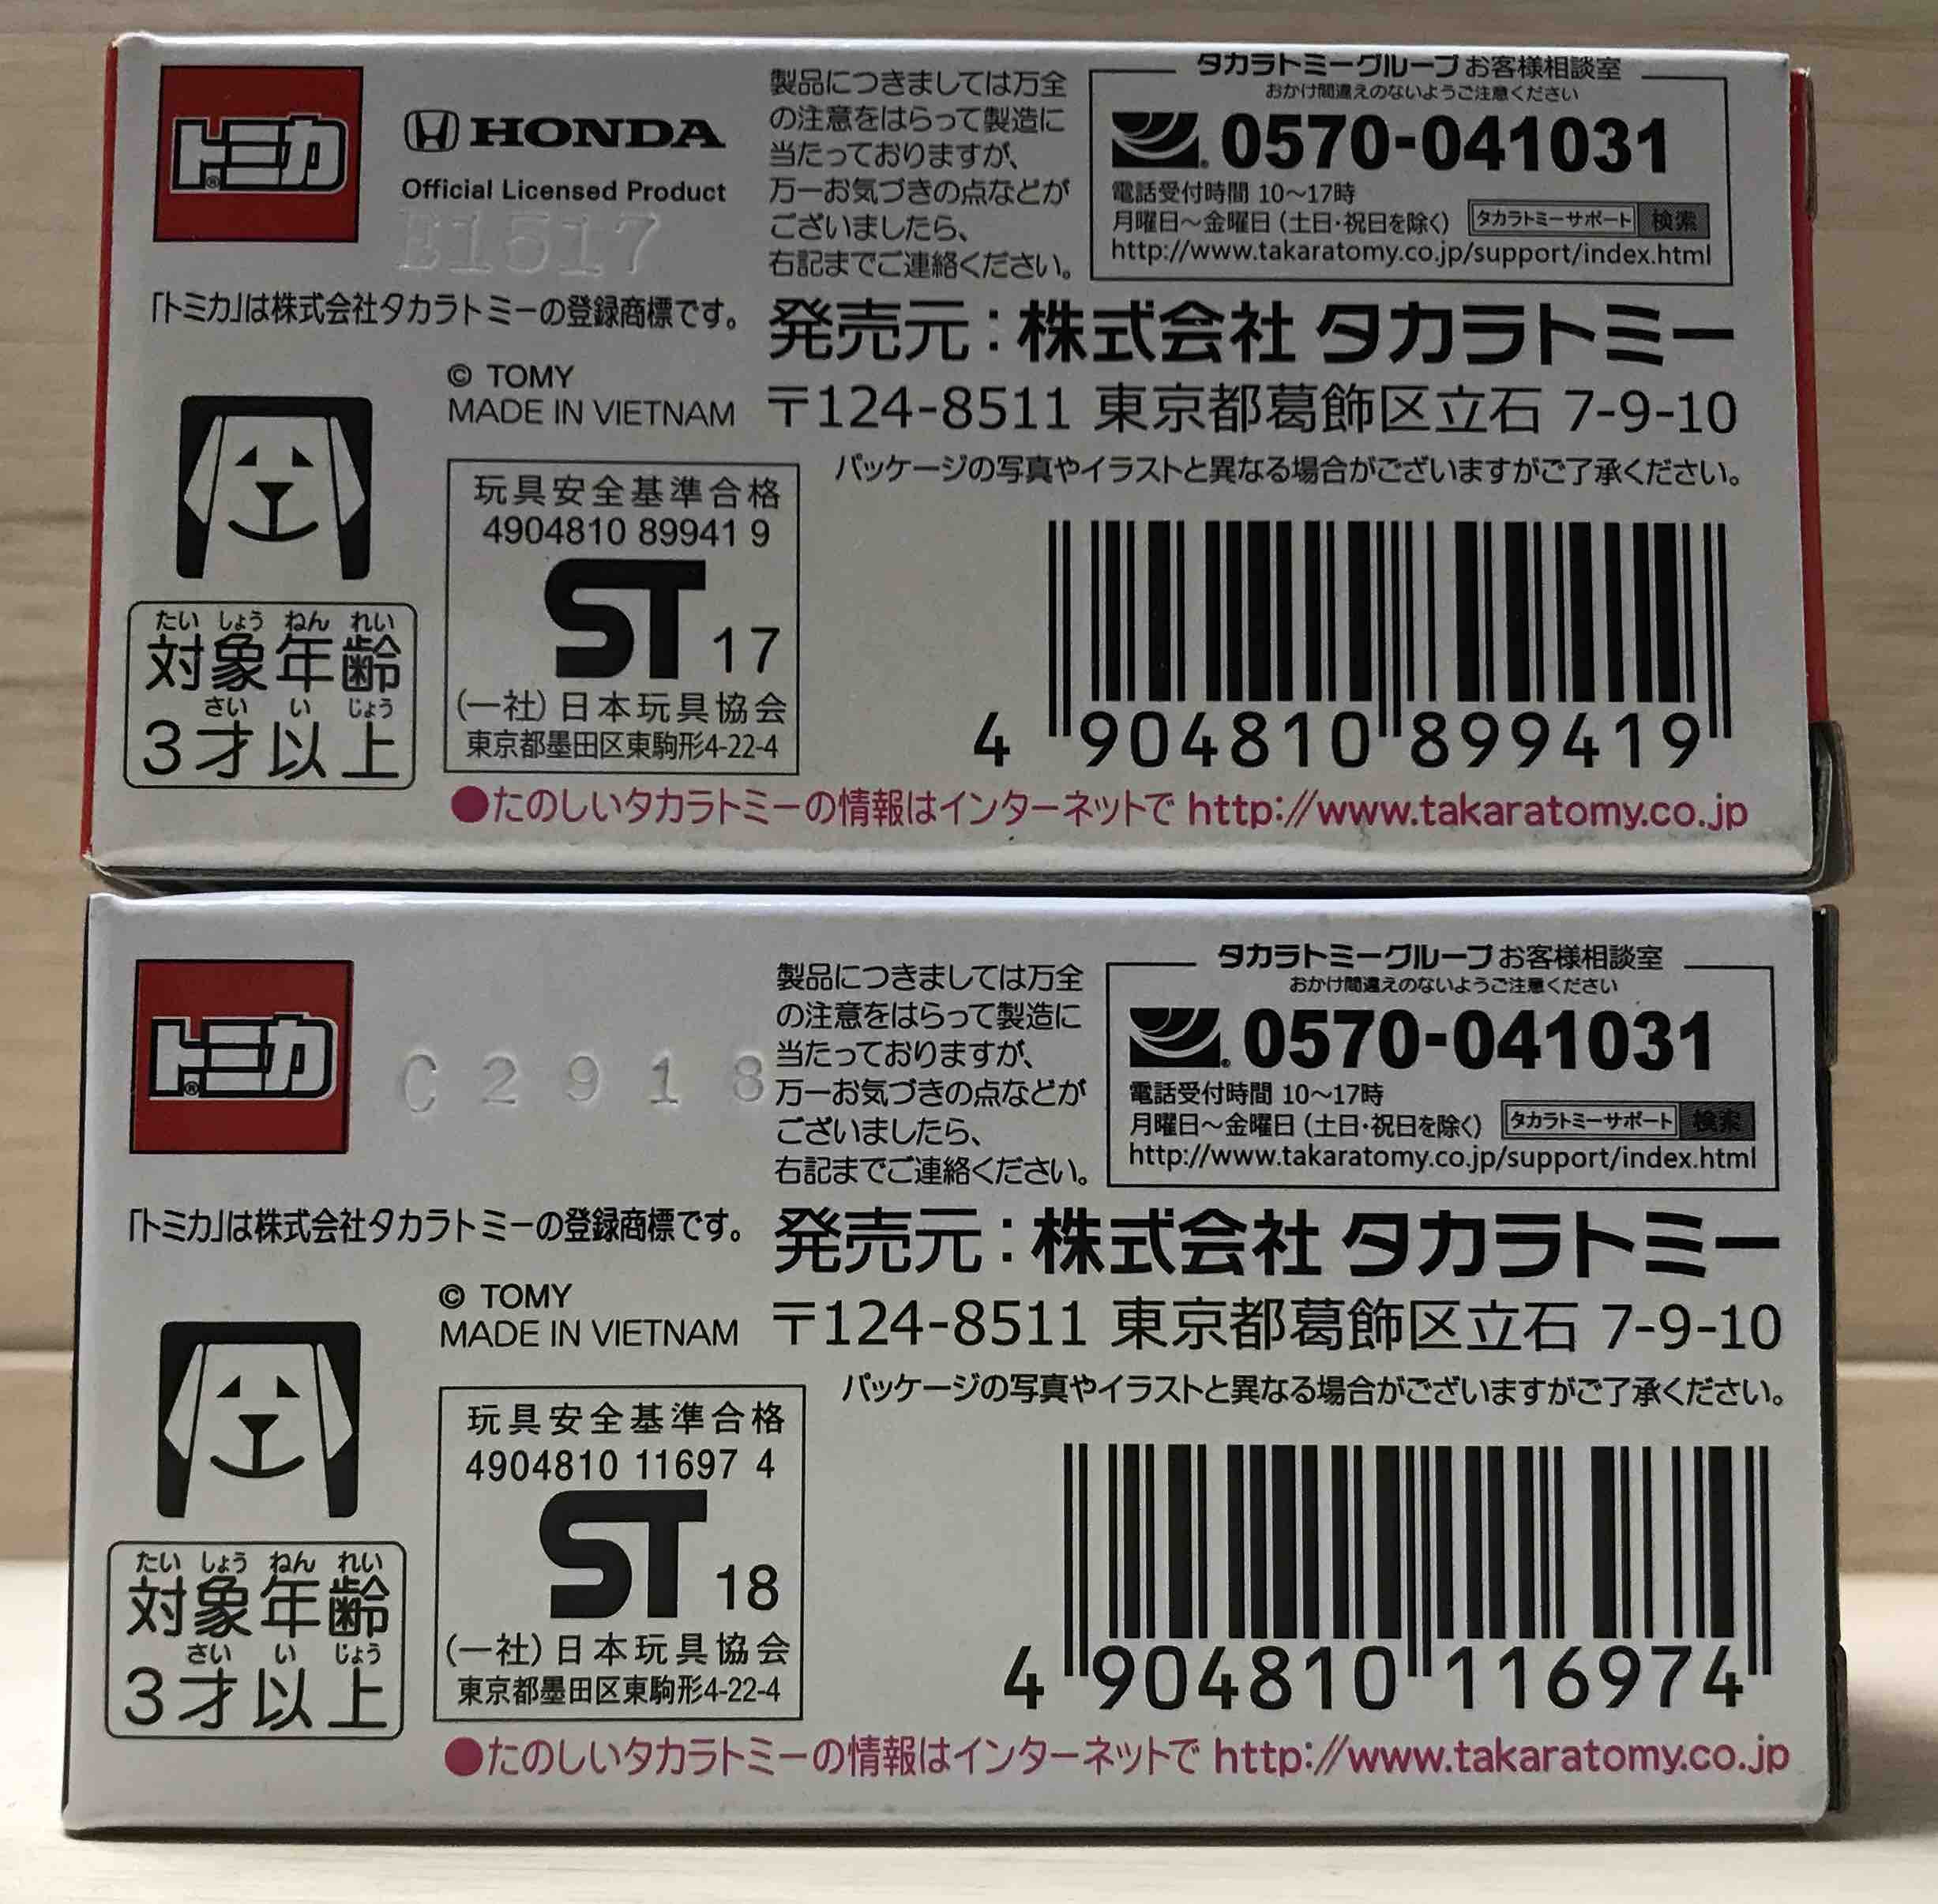 トミカ
HONDA
Official Licensed Product
E1517
製品につきましては万全
の注意をはらって製造に
当たっておりますが、
万一お気づきの点などが
ございましたら、
右記までご連絡ください。
タカラトミーグループお客様相談室
おかけ間違えのないようご注意ください
0570-041031
電話受付時間 10〜17時
月曜日〜金曜日(土日・祝日を除く) タカラトミーサポート 検索
http://www.takaratomy.co.jp/support/index.html
「トミカ」は株式会社タカラトミーの登録商標です。
発売元:株式会社 タカラトミー
〒124-8511 東京都葛飾区立石 7-9-10
© TOMY
MADE IN VIETNAM
パッケージの写真やイラストと異なる場合がございますがご了承ください。
玩具安全基準合格
4904810 89941 9
ST 17
(一社)日本玩具協会
東京都墨田区東駒形4-22-4
たいしょうねんれい
対象年齢
さい い じょう
3才以上
4 904810 899419
●たのしいタカラトミーの情報はインターネットで http://www.takaratomy.co.jp
トミカ
C2918
製品につきましては万全
の注意をはらって製造に
当たっておりますが、
万一お気づきの点などが
ございましたら、
右記までご連絡ください。
タカラトミーグループお客様相談室
おかけ間違えのないようご注意ください
0570-041031
電話受付時間 10〜17時
月曜日〜金曜日(土日・祝日を除く) タカラトミーサポート 検索
http://www.takaratomy.co.jp/support/index.html
「トミカ」は株式会社タカラトミーの登録商標です。
発売元:株式会社 タカラトミー
〒124-8511 東京都葛飾区立石 7-9-10
© TOMY
MADE IN VIETNAM
パッケージの写真やイラストと異なる場合がございますがご了承ください。
玩具安全基準合格
4904810 11697 4
ST 18
(一社)日本玩具協会
東京都墨田区東駒形4-22-4
たいしょうねんれい
対象年齢
さい い じょう
3才以上
4 904810 116974
●たのしいタカラトミーの情報はインターネットで http://www.takaratomy.co.jp